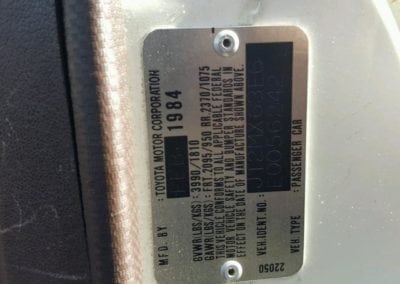 MFD. BY : TOYOTA MOTOR CORPORATION
1984
GVWR(LBS/KGS) : 3990/1810
GAWR(LBS/KGS) : FRT.2095/950 RR.2370/1075
THIS VEHICLE CONFORMS TO ALL APPLICABLE FEDERAL
MOTOR VEHICLE SAFETY AND BUMPER STANDARDS IN
EFFECT ON THE DATE OF MANUFACTURE SHOWN ABOVE.
VEH.IDENT.NO. :
VEH. TYPE : PASSENGER CAR
22050